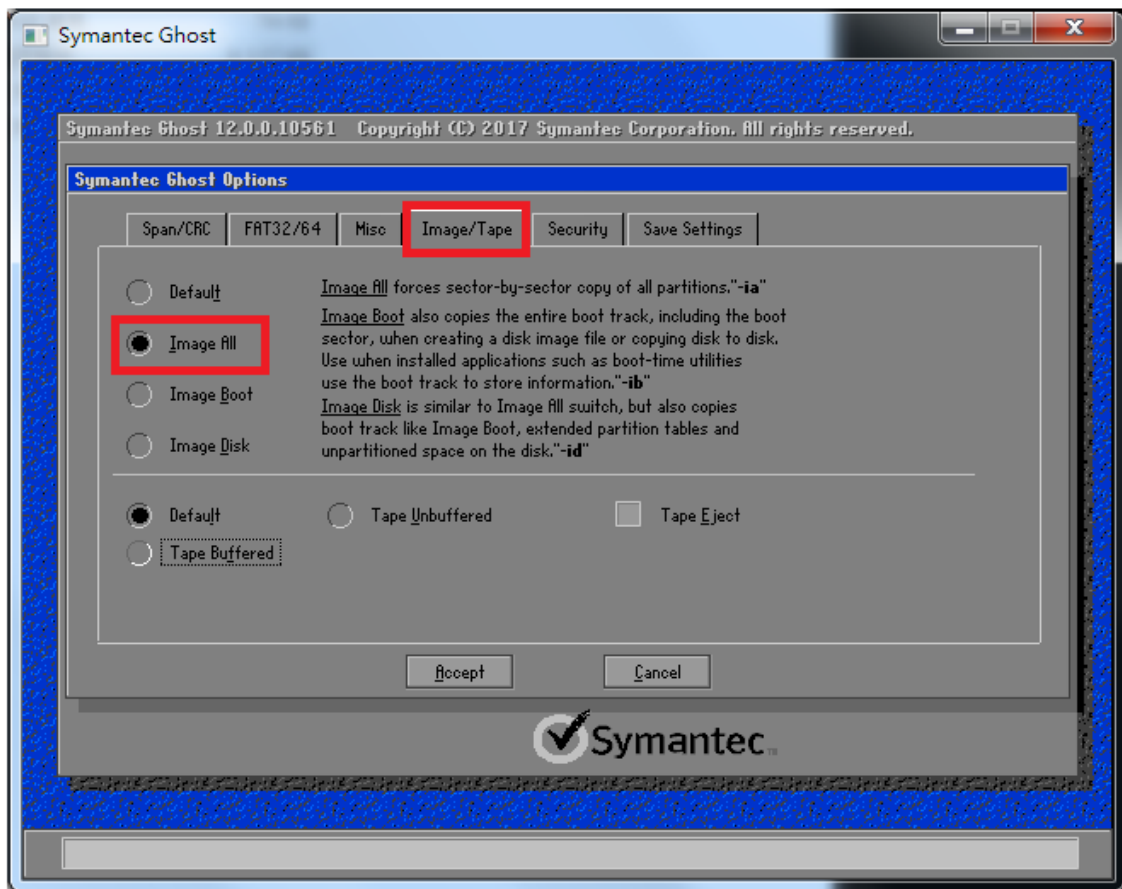 Symantec Ghost
Symantec Ghost 12.0.0.10561 Copyright (C) 2017 Symantec Corporation. All rights reserved.
Symantec Ghost Options
Span/CRC FAT32/64 Misc Image/Tape Security Save Settings
Default
Image All
Image Boot
Image Disk
Image All forces sector-by-sector copy of all partitions."-ia"
Image Boot also copies the entire boot track, including the boot
sector, when creating a disk image file or copying disk to disk.
Use when installed applications such as boot-time utilities
use the boot track to store information."-ib"
Image Disk is similar to Image All switch, but also copies
boot track like Image Boot, extended partition tables and
unpartitioned space on the disk."-id"
Default Tape Unbuffered Tape Eject
Tape Buffered
Accept Cancel
Symantec™